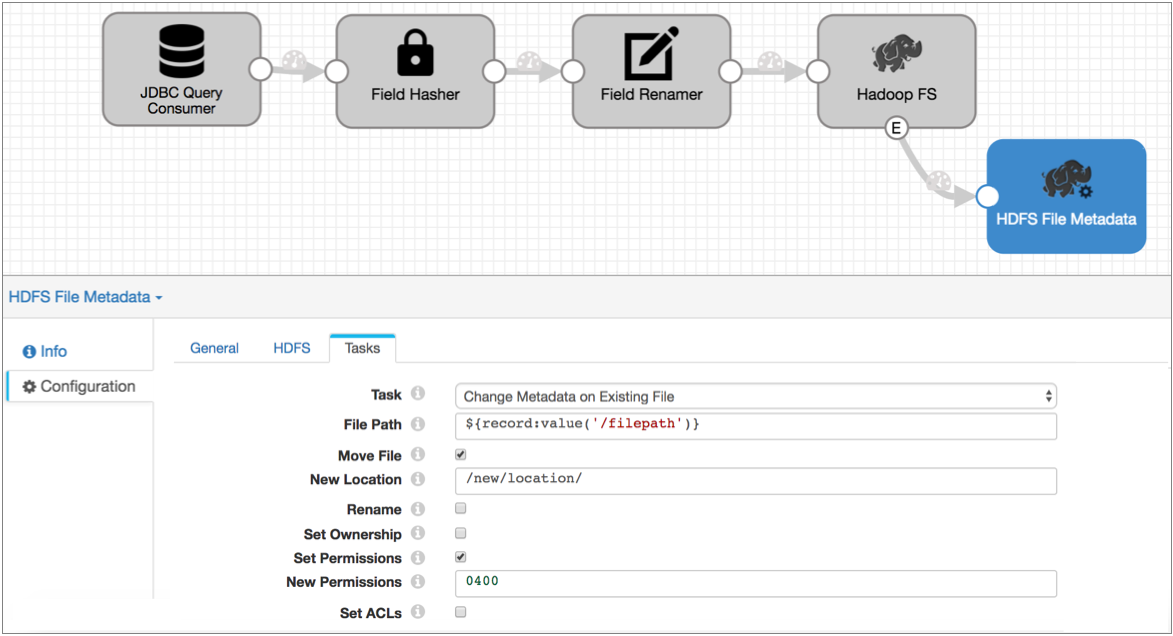 JDBC Query
Consumer
Field Hasher
Field Renamer
Hadoop FS
E
HDFS File Metadata
HDFS File Metadata
Info
Configuration
General HDFS Tasks
Task Change Metadata on Existing File
File Path ${record:value('/filepath')}
Move File
New Location /new/location/
Rename
Set Ownership
Set Permissions
New Permissions 0400
Set ACLs